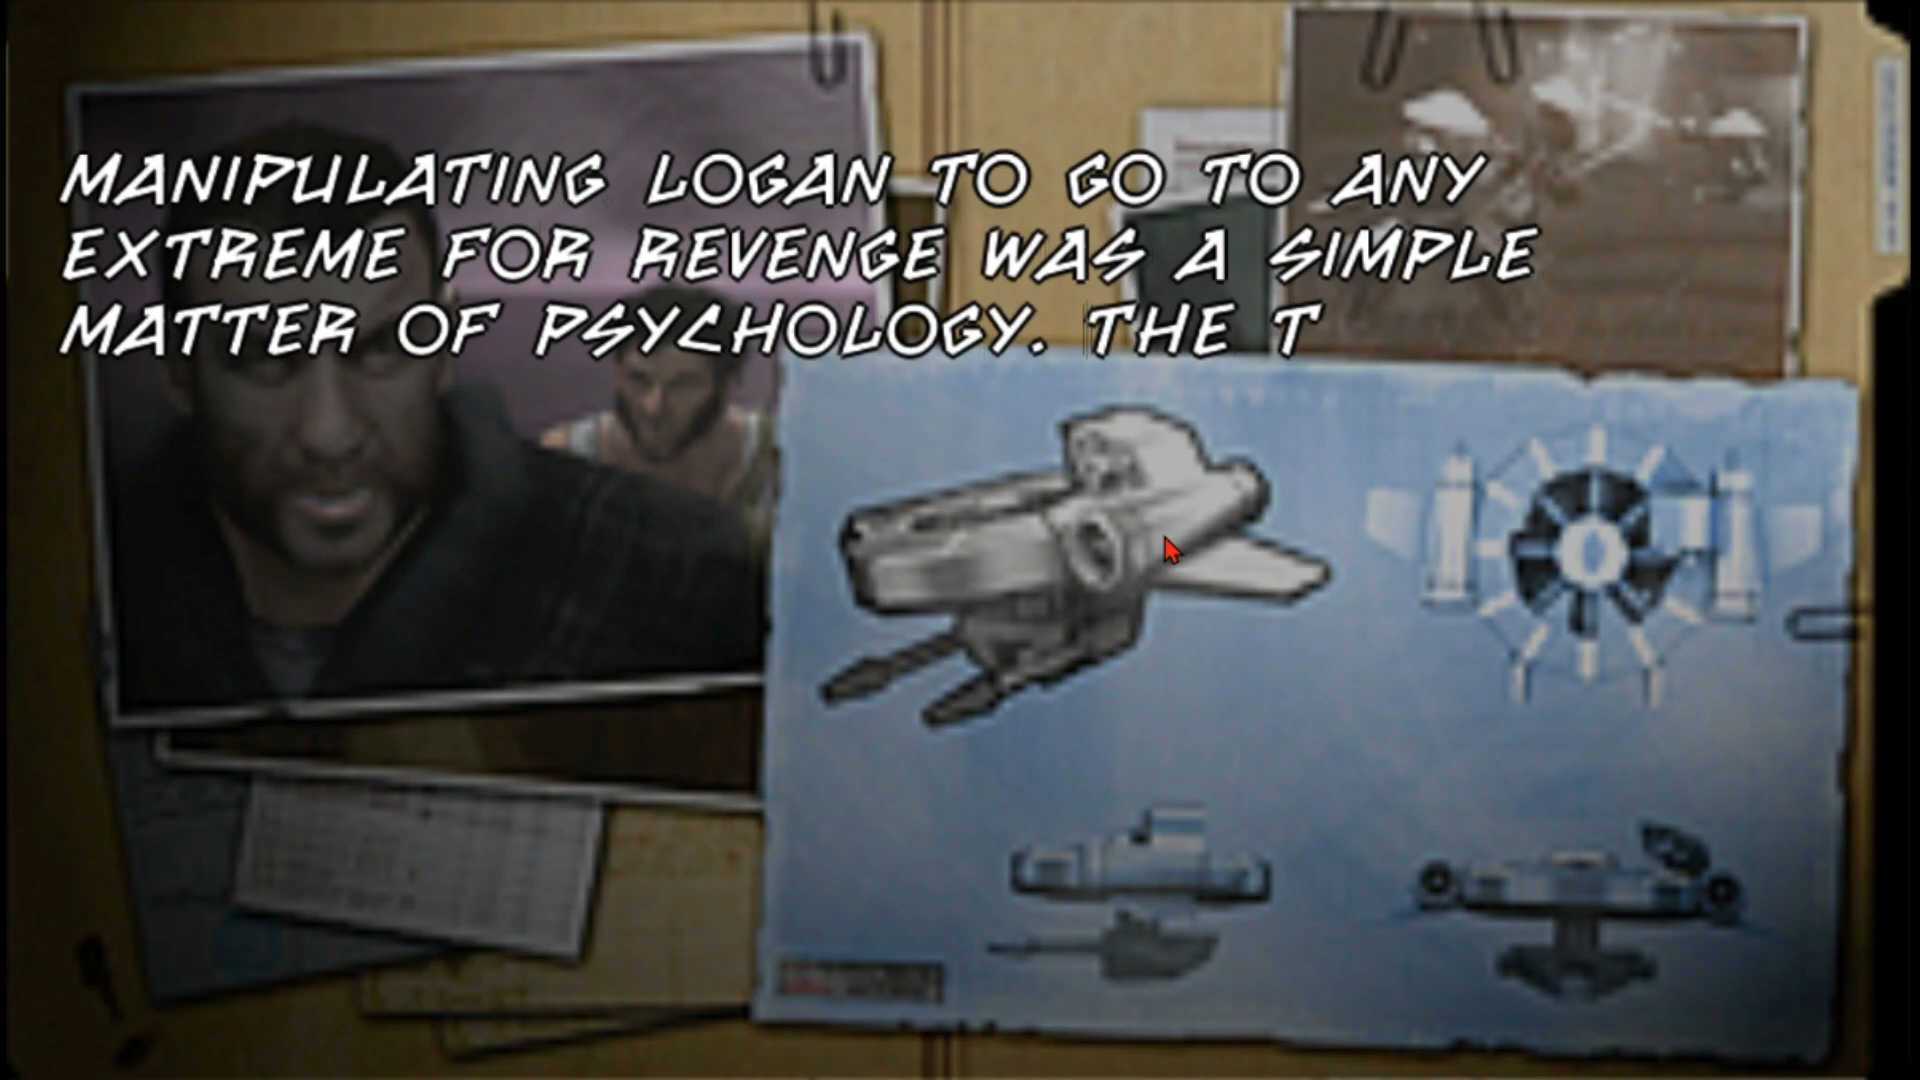 MANIPULATING LOGAN TO GO TO ANY
EXTREME FOR REVENGE WAS A SIMPLE
MATTER OF PSYCHOLOGY. THE T